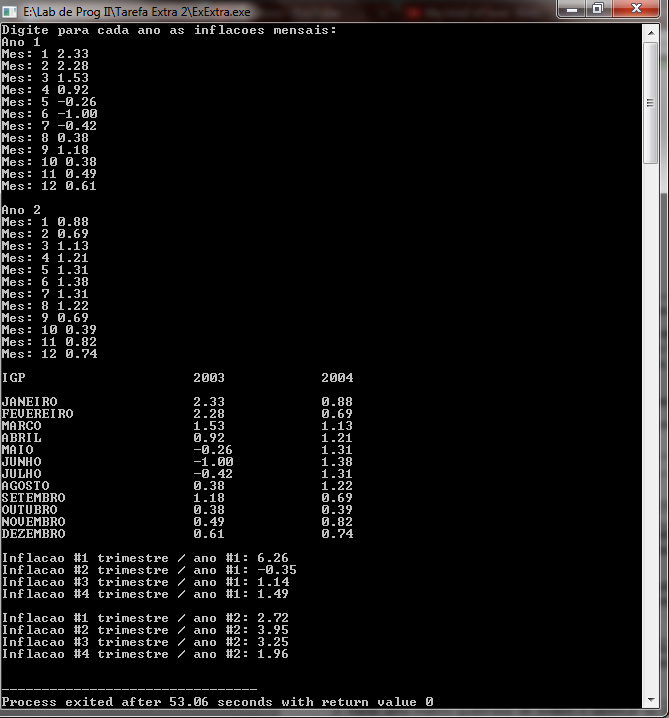 E:\Lab de Prog II\Tarefa Extra 2\ExExtra.exe
Digite para cada ano as inflacoes mensais:
Ano 1
Mes: 1 2.33
Mes: 2 2.28
Mes: 3 1.53
Mes: 4 0.92
Mes: 5 -0.26
Mes: 6 -1.00
Mes: 7 -0.42
Mes: 8 0.38
Mes: 9 1.18
Mes: 10 0.38
Mes: 11 0.49
Mes: 12 0.61
Ano 2
Mes: 1 0.88
Mes: 2 0.69
Mes: 3 1.13
Mes: 4 1.21
Mes: 5 1.31
Mes: 6 1.38
Mes: 7 1.31
Mes: 8 1.22
Mes: 9 0.69
Mes: 10 0.39
Mes: 11 0.82
Mes: 12 0.74
IGP 2003 2004
JANEIRO 2.33 0.88
FEVEREIRO 2.28 0.69
MARCO 1.53 1.13
ABRIL 0.92 1.21
MAIO -0.26 1.31
JUNHO -1.00 1.38
JULHO -0.42 1.31
AGOSTO 0.38 1.22
SETEMBRO 1.18 0.69
OUTUBRO 0.38 0.39
NOVEMBRO 0.49 0.82
DEZEMBRO 0.61 0.74
Inflacao #1 trimestre / ano #1: 6.26
Inflacao #2 trimestre / ano #1: -0.35
Inflacao #3 trimestre / ano #1: 1.14
Inflacao #4 trimestre / ano #1: 1.49
Inflacao #1 trimestre / ano #2: 2.72
Inflacao #2 trimestre / ano #2: 3.95
Inflacao #3 trimestre / ano #2: 3.25
Inflacao #4 trimestre / ano #2: 1.96
--------------------------------
Process exited after 53.06 seconds with return value 0